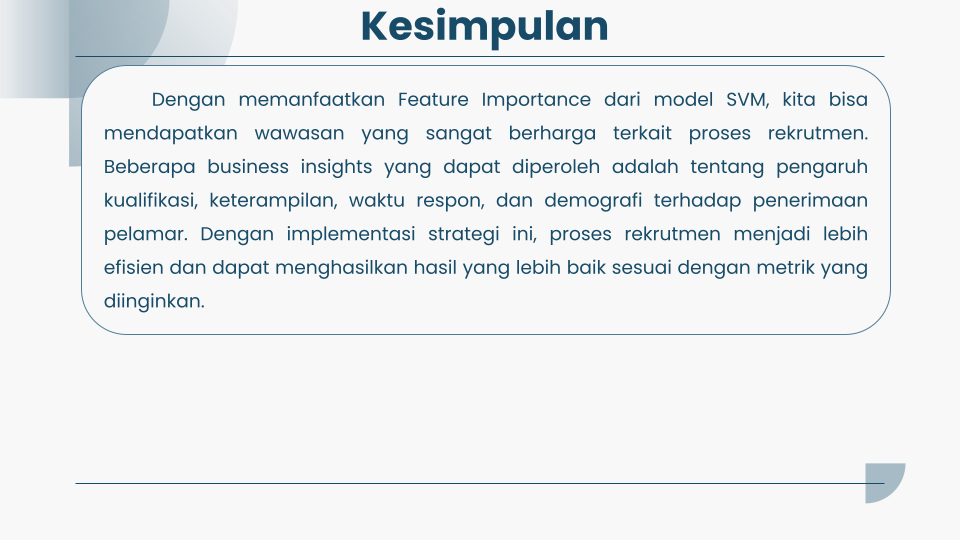 Kesimpulan
Dengan memanfaatkan Feature Importance dari model SVM, kita bisa
mendapatkan wawasan yang sangat berharga terkait proses rekrutmen.
Beberapa business insights yang dapat diperoleh adalah tentang pengaruh
kualifikasi, keterampilan, waktu respon, dan demografi terhadap penerimaan
pelamar. Dengan implementasi strategi ini, proses rekrutmen menjadi lebih
efisien dan dapat menghasilkan hasil yang lebih baik sesuai dengan metrik yang
diinginkan.